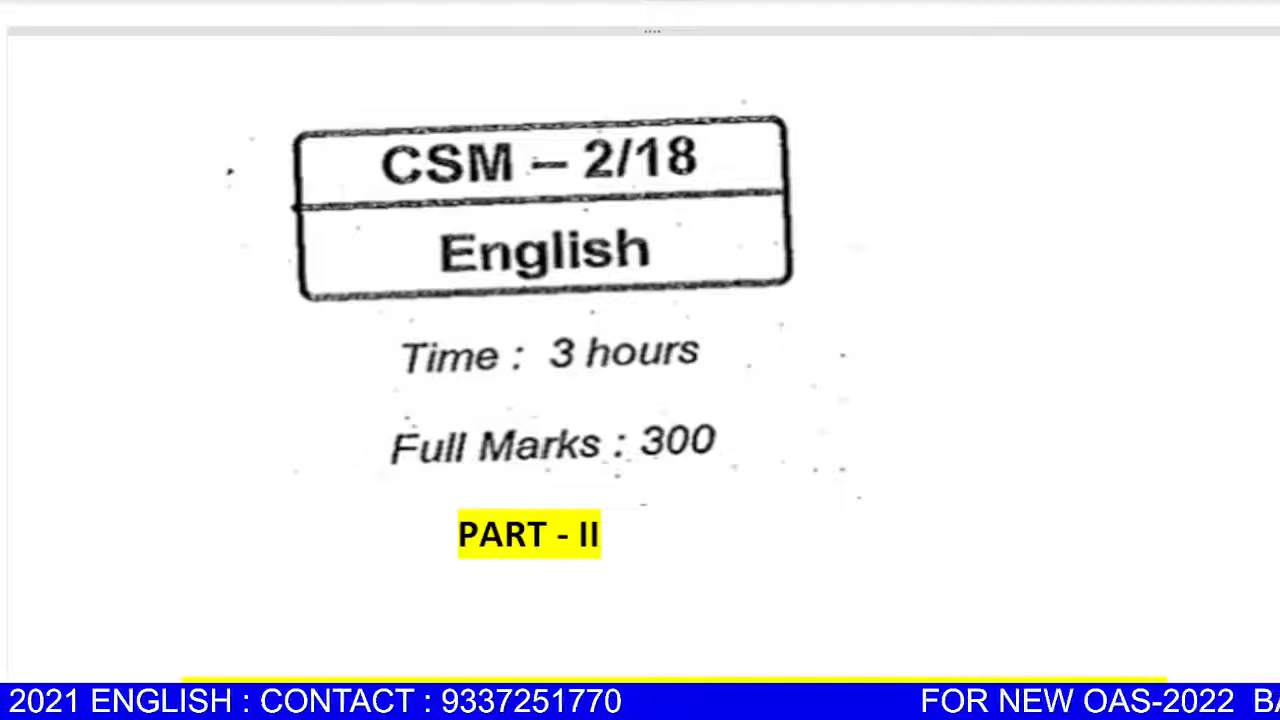 CSM – 2/18
English
Time : 3 hours
Full Marks : 300
PART - II
2021 ENGLISH : CONTACT : 9337251770 FOR NEW OAS-2022